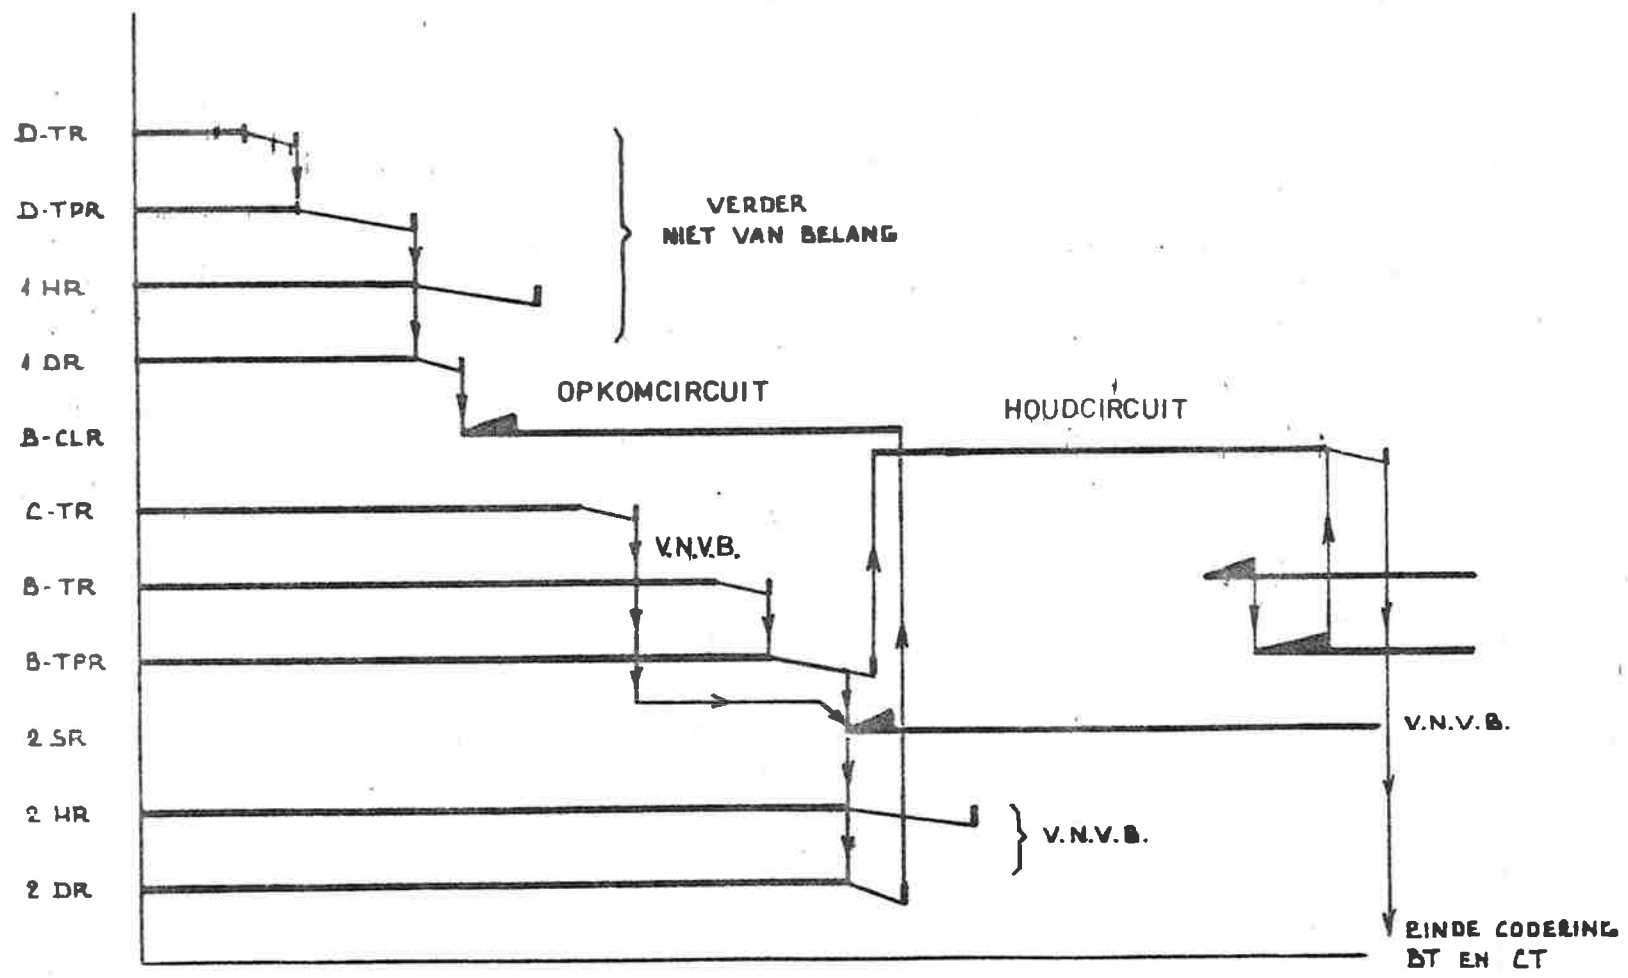 D-TR
D-TPR
VERDER
NIET VAN BELANG
1 HR
1 DR
OPKOMCIRCUIT
HOUDCIRCUIT
B-CLR
C-TR
V.N.V.B.
B-TR
B-TPR
2 SR
V.N.V.B.
2 HR
V.N.V.B.
2 DR
EINDE CODERING
BT EN CT